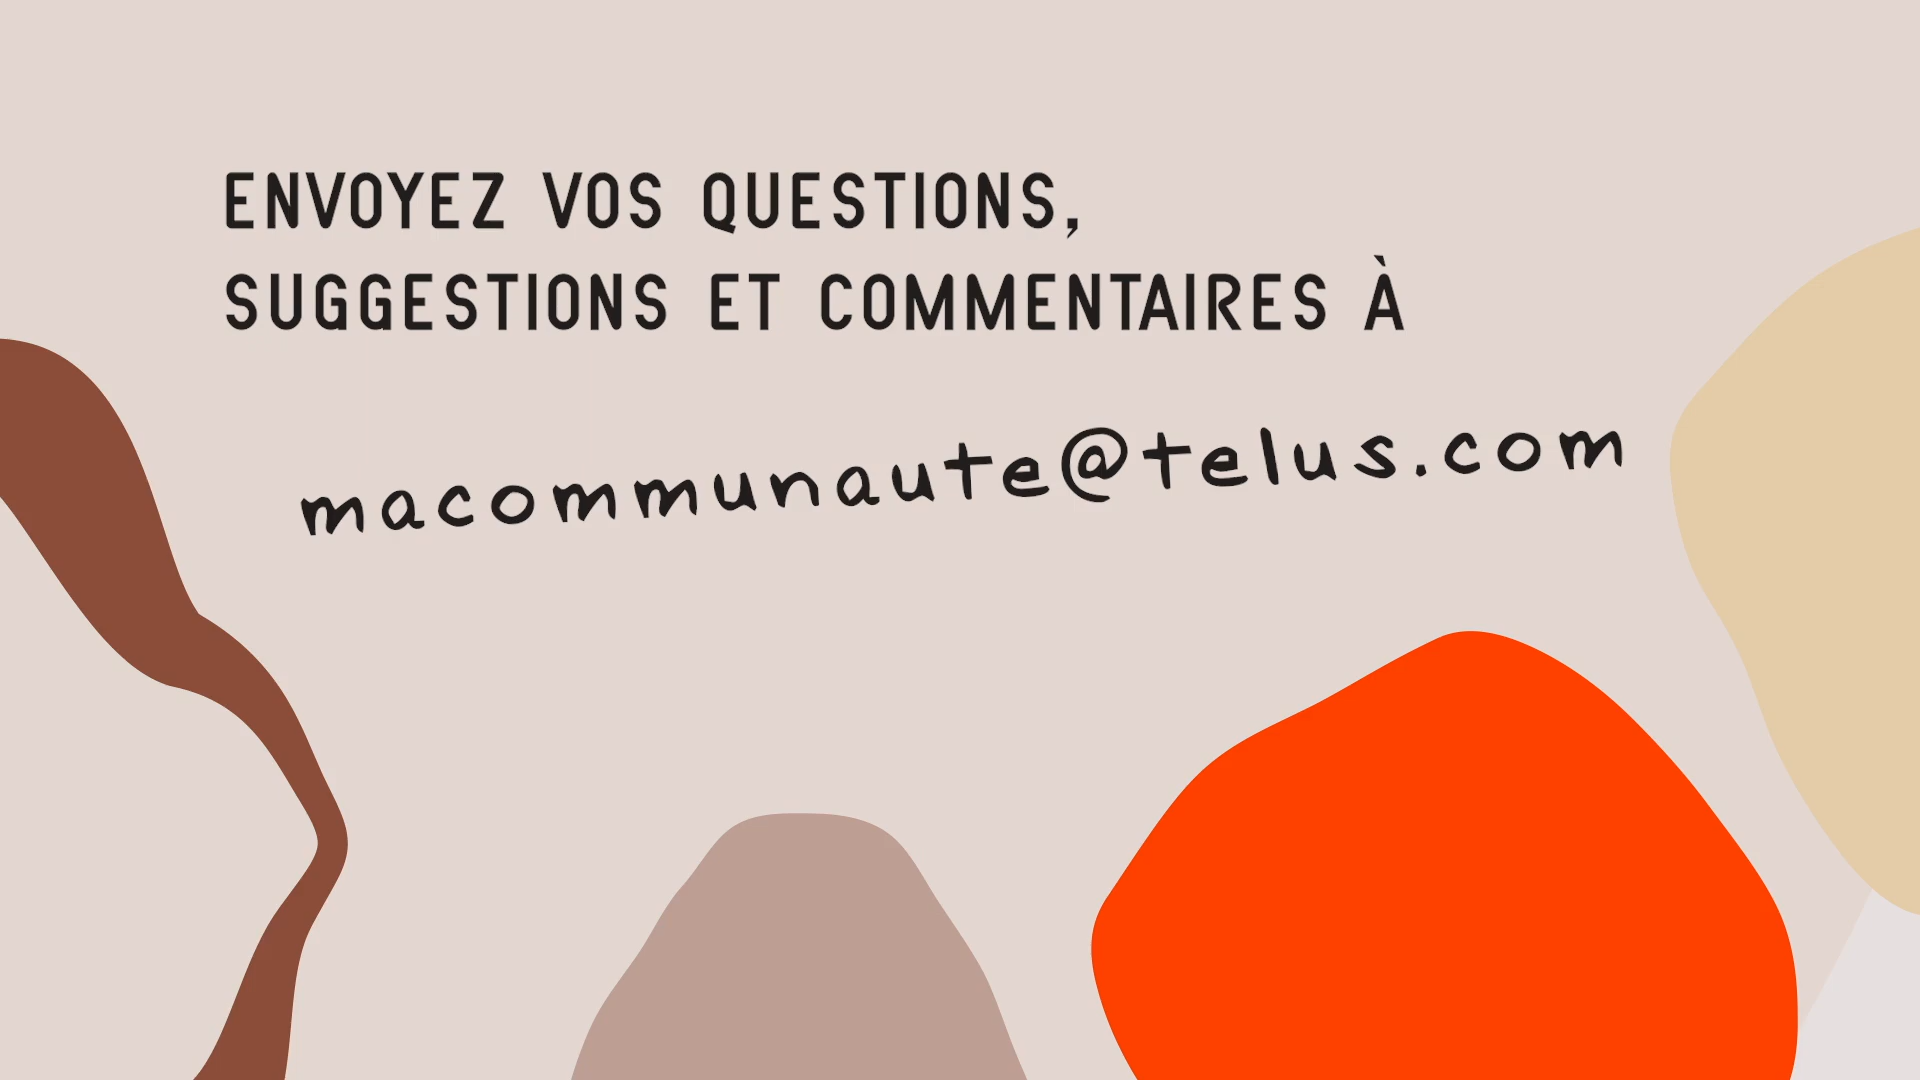 ENVOYEZ VOS QUESTIONS,
SUGGESTIONS ET COMMENTAIRES À
macommunaute@telus.com